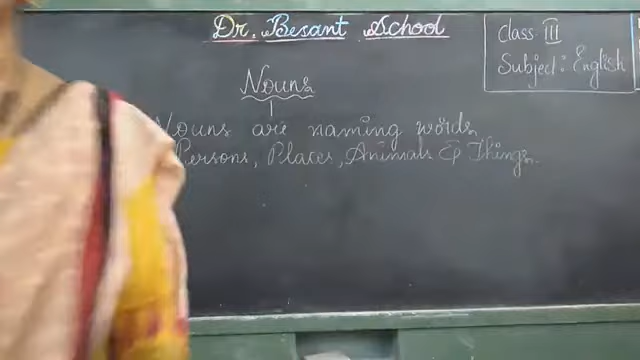 Dr. Besant School
Class: III
Subject: English
Nouns
Nouns are naming words
Persons, Places, Animals & Things.